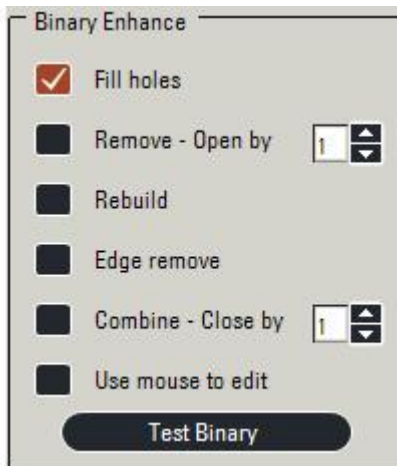 Binary Enhance
Fill holes
Remove - Open by 1
Rebuild
Edge remove
Combine - Close by 1
Use mouse to edit
Test Binary